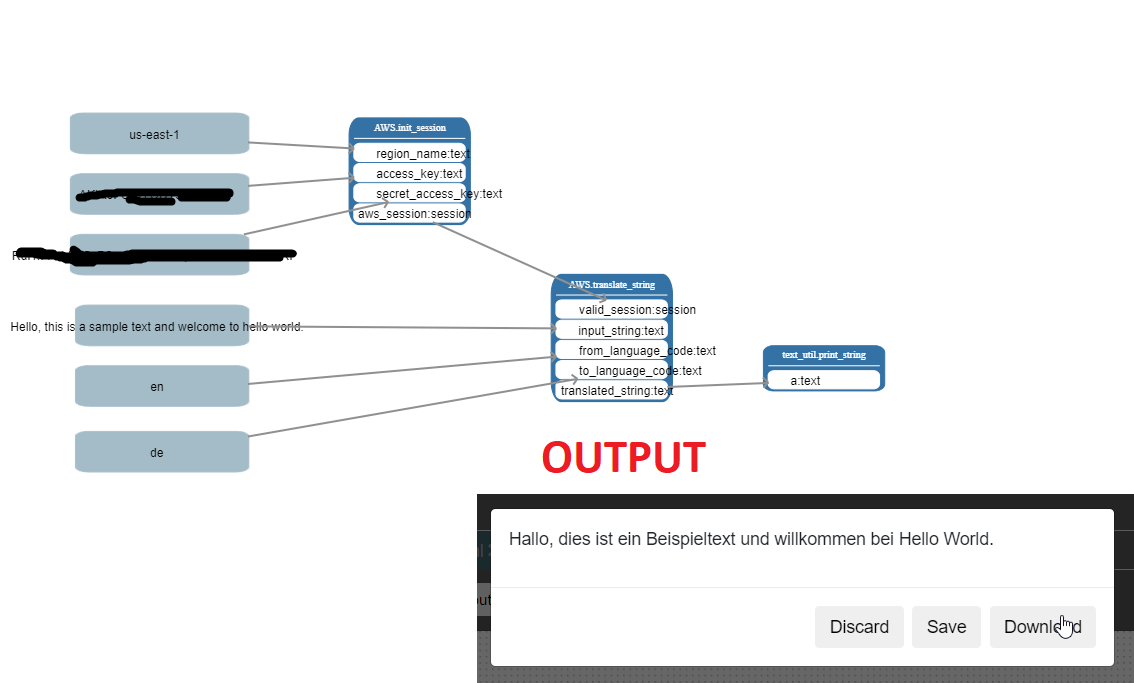 us-east-1
AWS.init_session
region_name:text
access_key:text
secret_access_key:text
aws_session:session
Hello, this is a sample text and welcome to hello world.
en
de
AWS.translate_string
valid_session:session
input_string:text
from_language_code:text
to_language_code:text
translated_string:text
text_util.print_string
a:text
OUTPUT
Hallo, dies ist ein Beispieltext und willkommen bei Hello World.
Discard Save Download